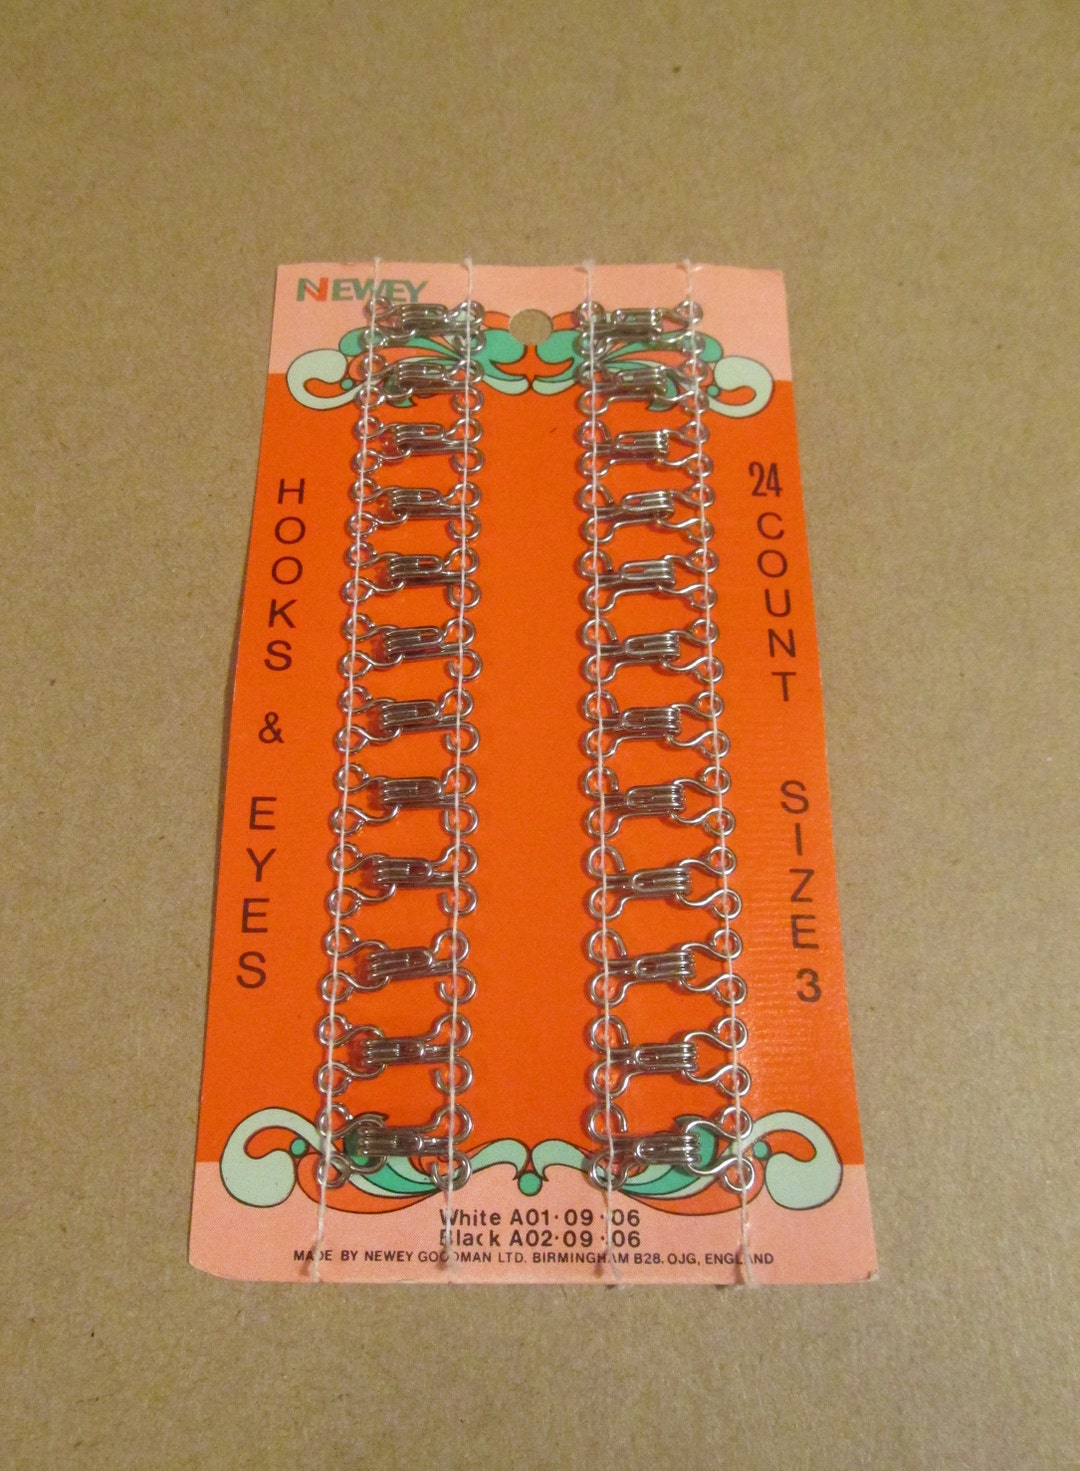 NEWEY
HOOKS & EYES
24 COUNT SIZE 3
White A01·09·06
Black A02·09·06
MADE BY NEWEY GOODMAN LTD. BIRMINGHAM B28. OJG, ENGLAND